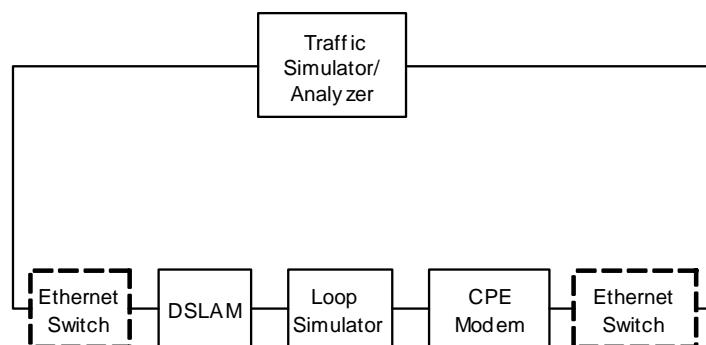 Traffic
Simulator/
Analyzer
Ethernet
Switch
DSLAM
Loop
Simulator
CPE
Modem
Ethernet
Switch